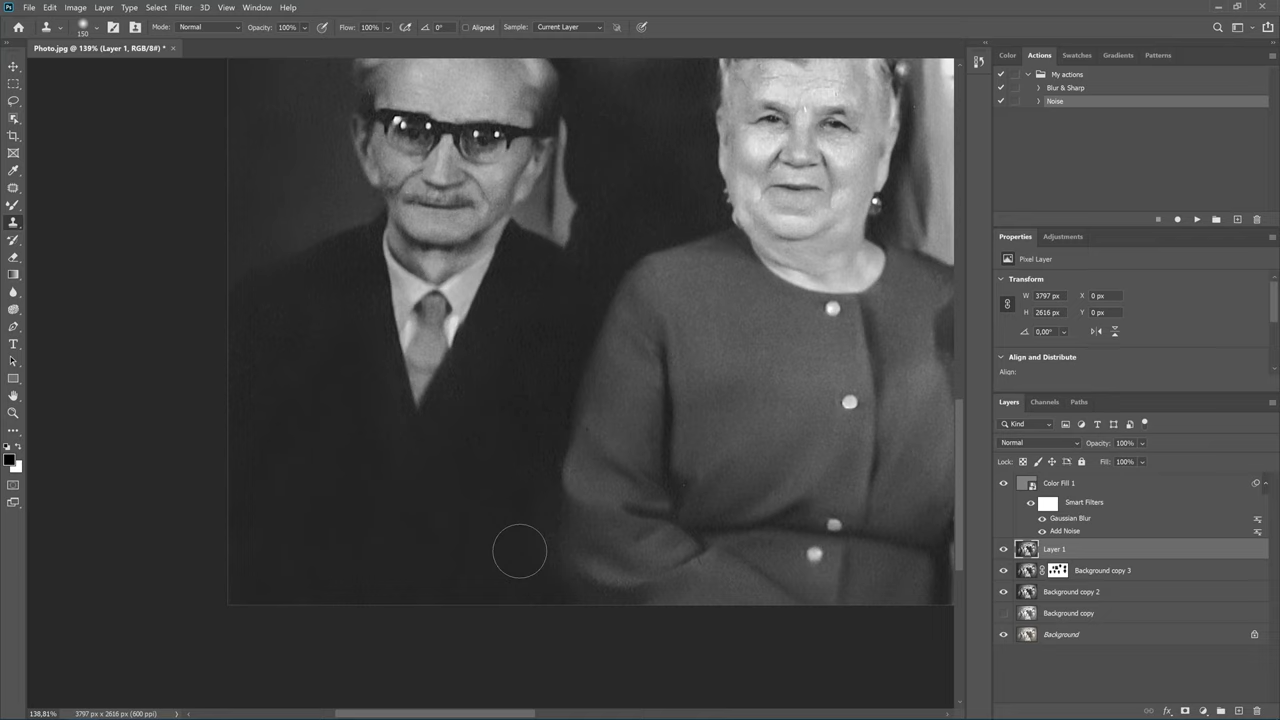 File Edit Image Layer Type Select Filter 3D View Window Help
150 Mode: Normal Opacity: 100% Flow: 100% 0° Aligned Sample: Current Layer
Photo.jpg @ 139% (Layer 1, RGB/8#) *
Color Actions Swatches Gradients Patterns
My actions
Blur & Sharp
Noise
Properties Adjustments
Pixel Layer
Transform
W 3797 px X 0 px
H 2616 px Y 0 px
0,00°
Align and Distribute
Align:
Layers Channels Paths
Kind
Normal Opacity: 100%
Lock: Fill: 100%
Color Fill 1
Smart Filters
Gaussian Blur
Add Noise
Layer 1
Background copy 3
Background copy 2
Background copy
Background
138,81% 3797 px x 2616 px (600 ppi)